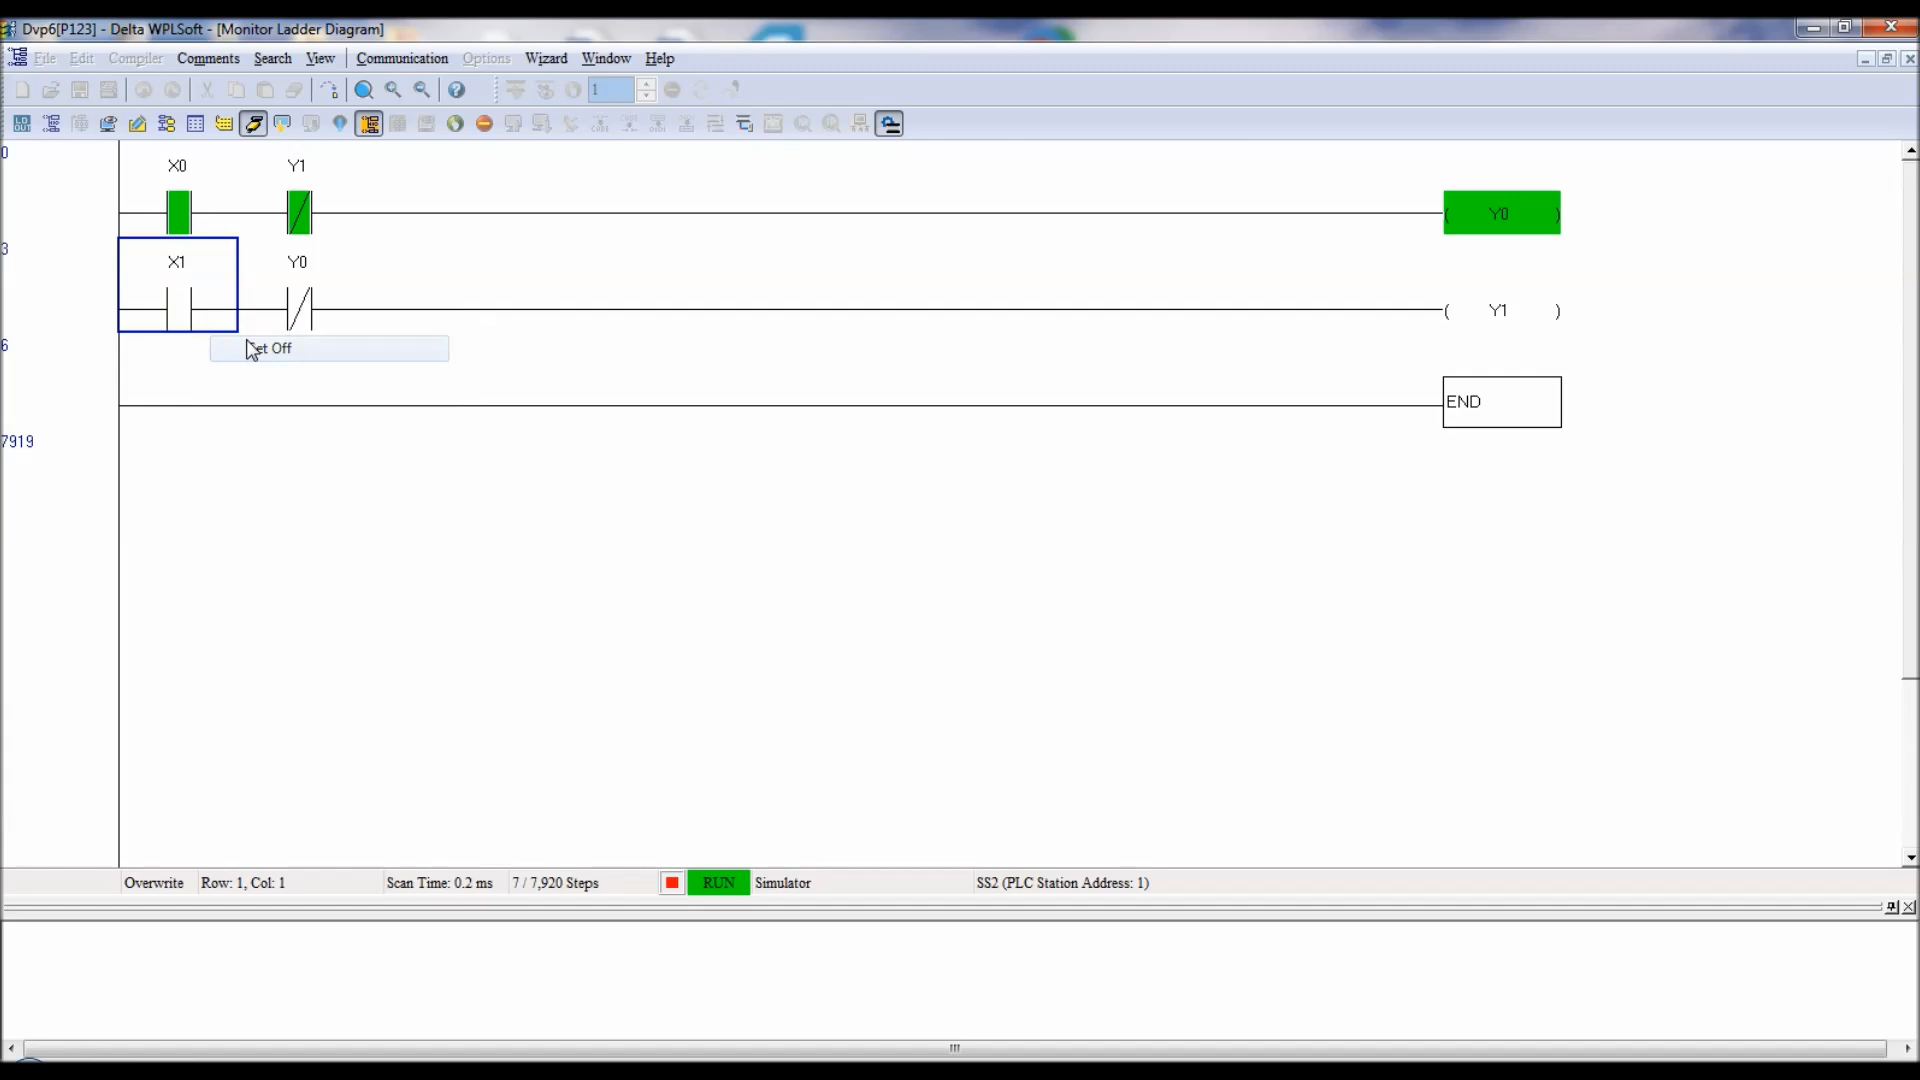 Dvp6[P123] - Delta WPLSoft - [Monitor Ladder Diagram]
File Edit Compiler Comments Search View Communication Options Wizard Window Help
1
0
X0 Y1
Y0
3
X1 Y0
Y1
6
Set Off
END
7919
Overwrite Row: 1, Col: 1 Scan Time: 0.2 ms 7 / 7,920 Steps RUN Simulator SS2 (PLC Station Address: 1)